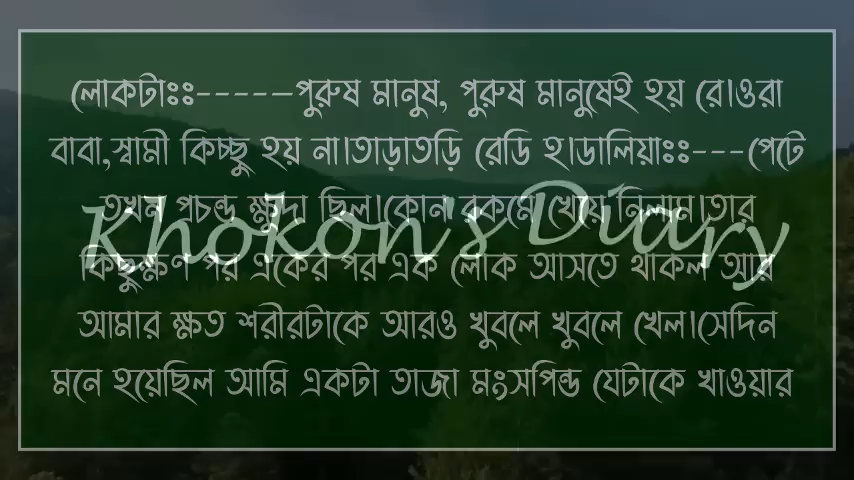 লোকটাঃঃ-----পুরুষ মানুষ, পুরুষ মানুষেই হয় রে।ওরা
বাবা,স্বামী কিচ্ছু হয় না।তাড়াতড়ি রেডি হ।ডালিয়াঃঃ---পেটে
তখন প্রচন্ড ক্ষুদা ছিল।কোন রকমে খেয়ে নিলাম।তার
Khokon's Diary
কিছুক্ষণ পর একের পর এক লোক আসতে থাকল আর
আমার ক্ষত শরীরটাকে আরও খুবলে খুবলে খেল।সেদিন
মনে হয়েছিল আমি একটা তাজা মংসপিন্ড যেটাকে খাওয়ার